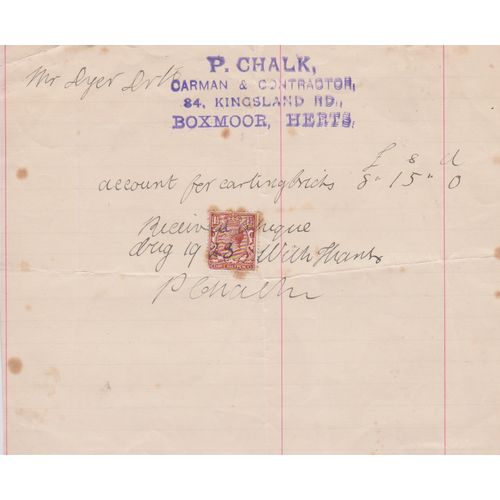 P. CHALK,
CARMAN & CONTRACTOR,
84, KINGSLAND RD.,
BOXMOOR, HERTS.
Mr Dyer Dr to
£ s d
account for carting bricks 8 " 15 " 0
Received Cheque
Aug 1923 With Thanks
P Chalk